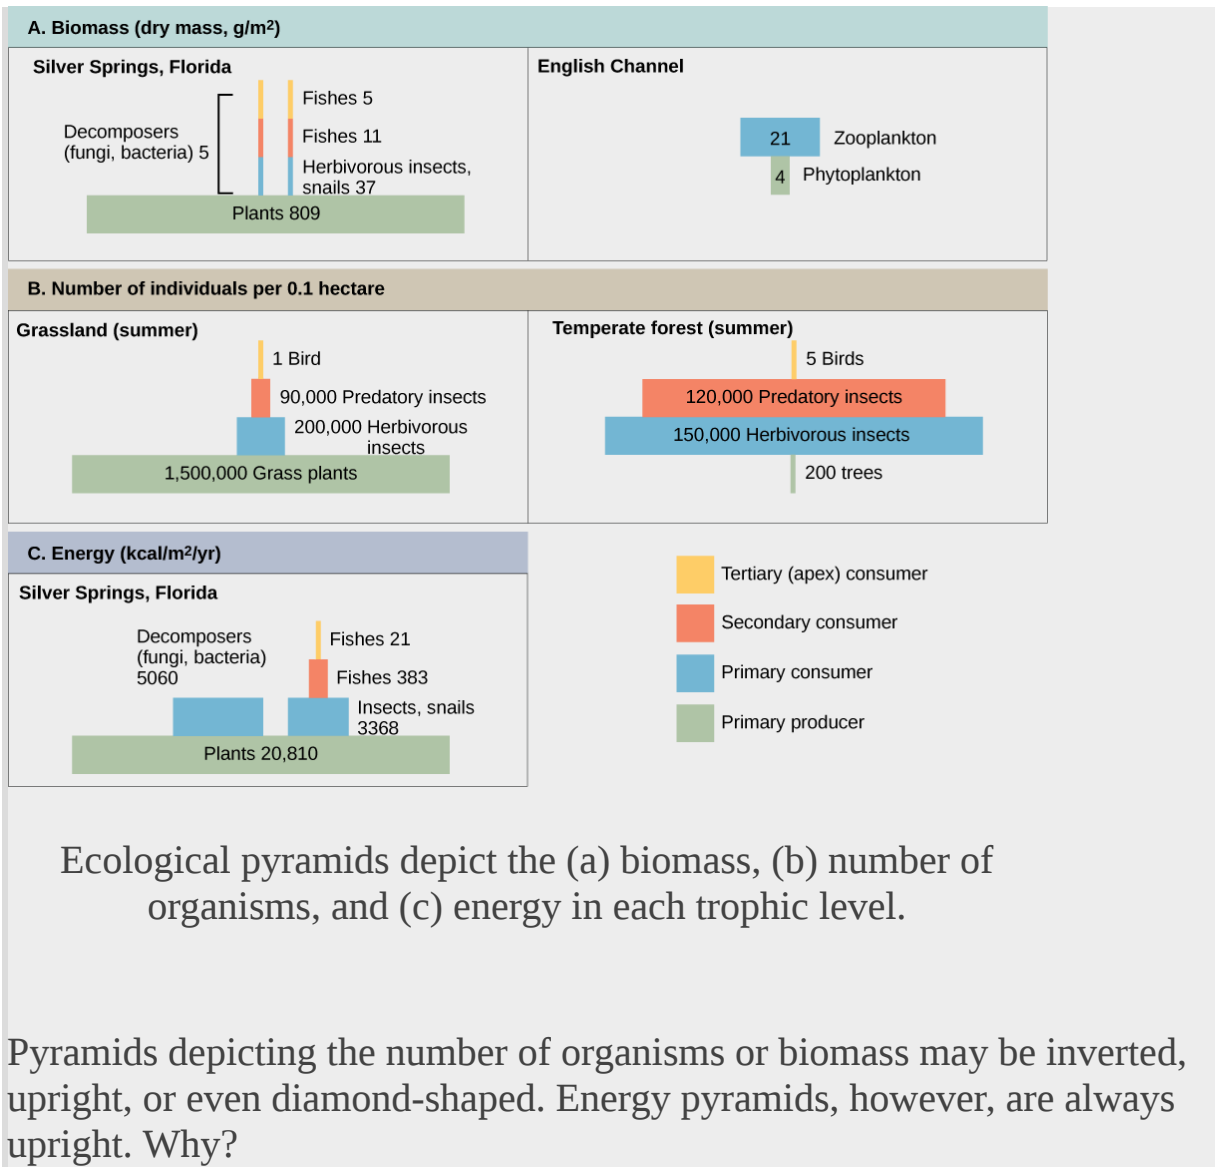 A. Biomass (dry mass, g/m²)
Silver Springs, Florida
Fishes 5
Decomposers
(fungi, bacteria) 5
Fishes 11
Herbivorous insects,
snails 37
Plants 809
English Channel
21 Zooplankton
4 Phytoplankton
B. Number of individuals per 0.1 hectare
Grassland (summer)
1 Bird
90,000 Predatory insects
200,000 Herbivorous
insects
1,500,000 Grass plants
Temperate forest (summer)
5 Birds
120,000 Predatory insects
150,000 Herbivorous insects
200 trees
C. Energy (kcal/m²/yr)
Silver Springs, Florida
Decomposers
(fungi, bacteria)
5060
Fishes 21
Fishes 383
Insects, snails
3368
Plants 20,810
Tertiary (apex) consumer
Secondary consumer
Primary consumer
Primary producer
Ecological pyramids depict the (a) biomass, (b) number of
organisms, and (c) energy in each trophic level.
Pyramids depicting the number of organisms or biomass may be inverted,
upright, or even diamond-shaped. Energy pyramids, however, are always
upright. Why?